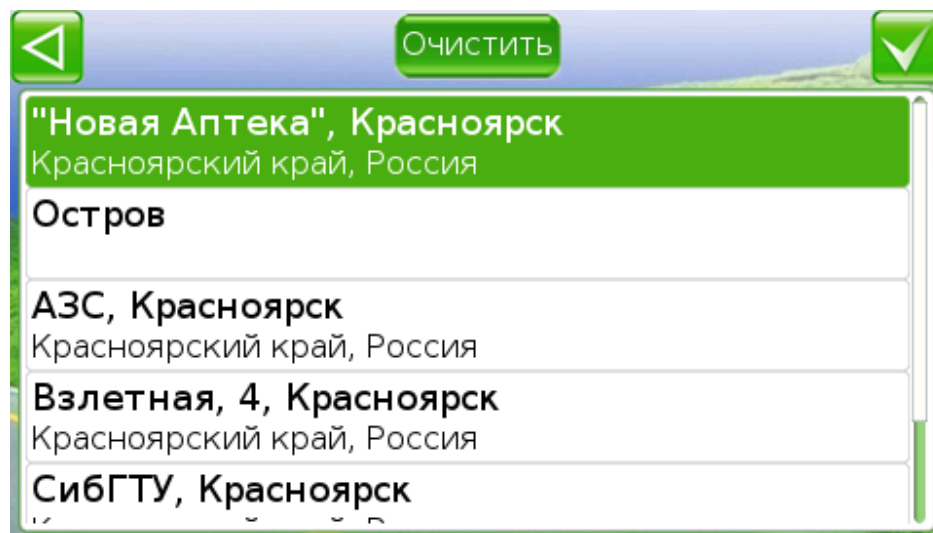 Очистить
"Новая Аптека", Красноярск
Красноярский край, Россия
Остров
АЗС, Красноярск
Красноярский край, Россия
Взлетная, 4, Красноярск
Красноярский край, Россия
СибГТУ, Красноярск